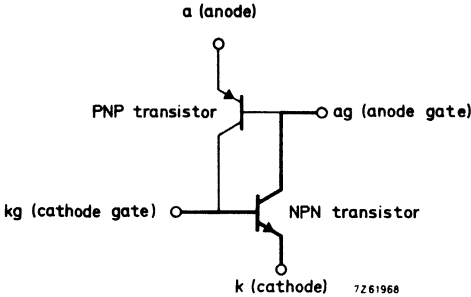 a (anode)
PNP transistor
ag (anode gate)
kg (cathode gate)
NPN transistor
k (cathode)
7Z61968